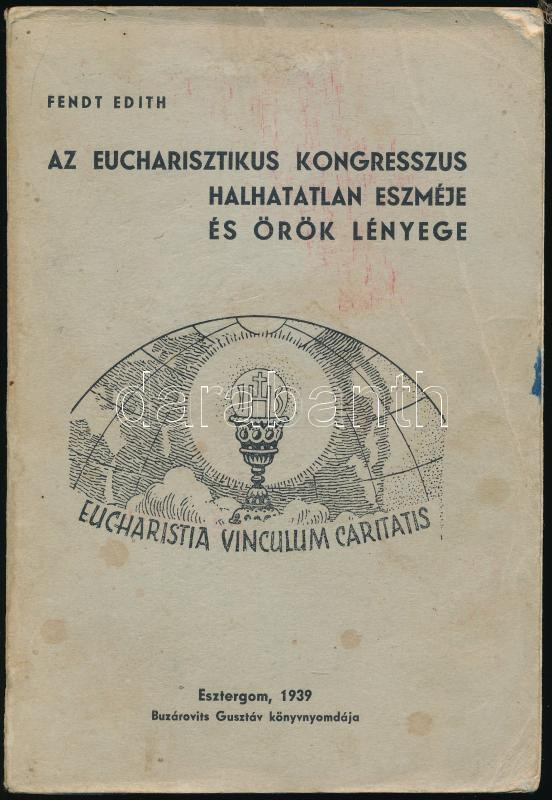 FENDT EDITH
AZ EUCHARISZTIKUS KONGRESSZUS
HALHATATLAN ESZMÉJE
ÉS ÖRÖK LÉNYEGE
darabanth
EUCHARISTIA VINCULUM CARITATIS
Esztergom, 1939
Buzárovits Gusztáv könyvnyomdája